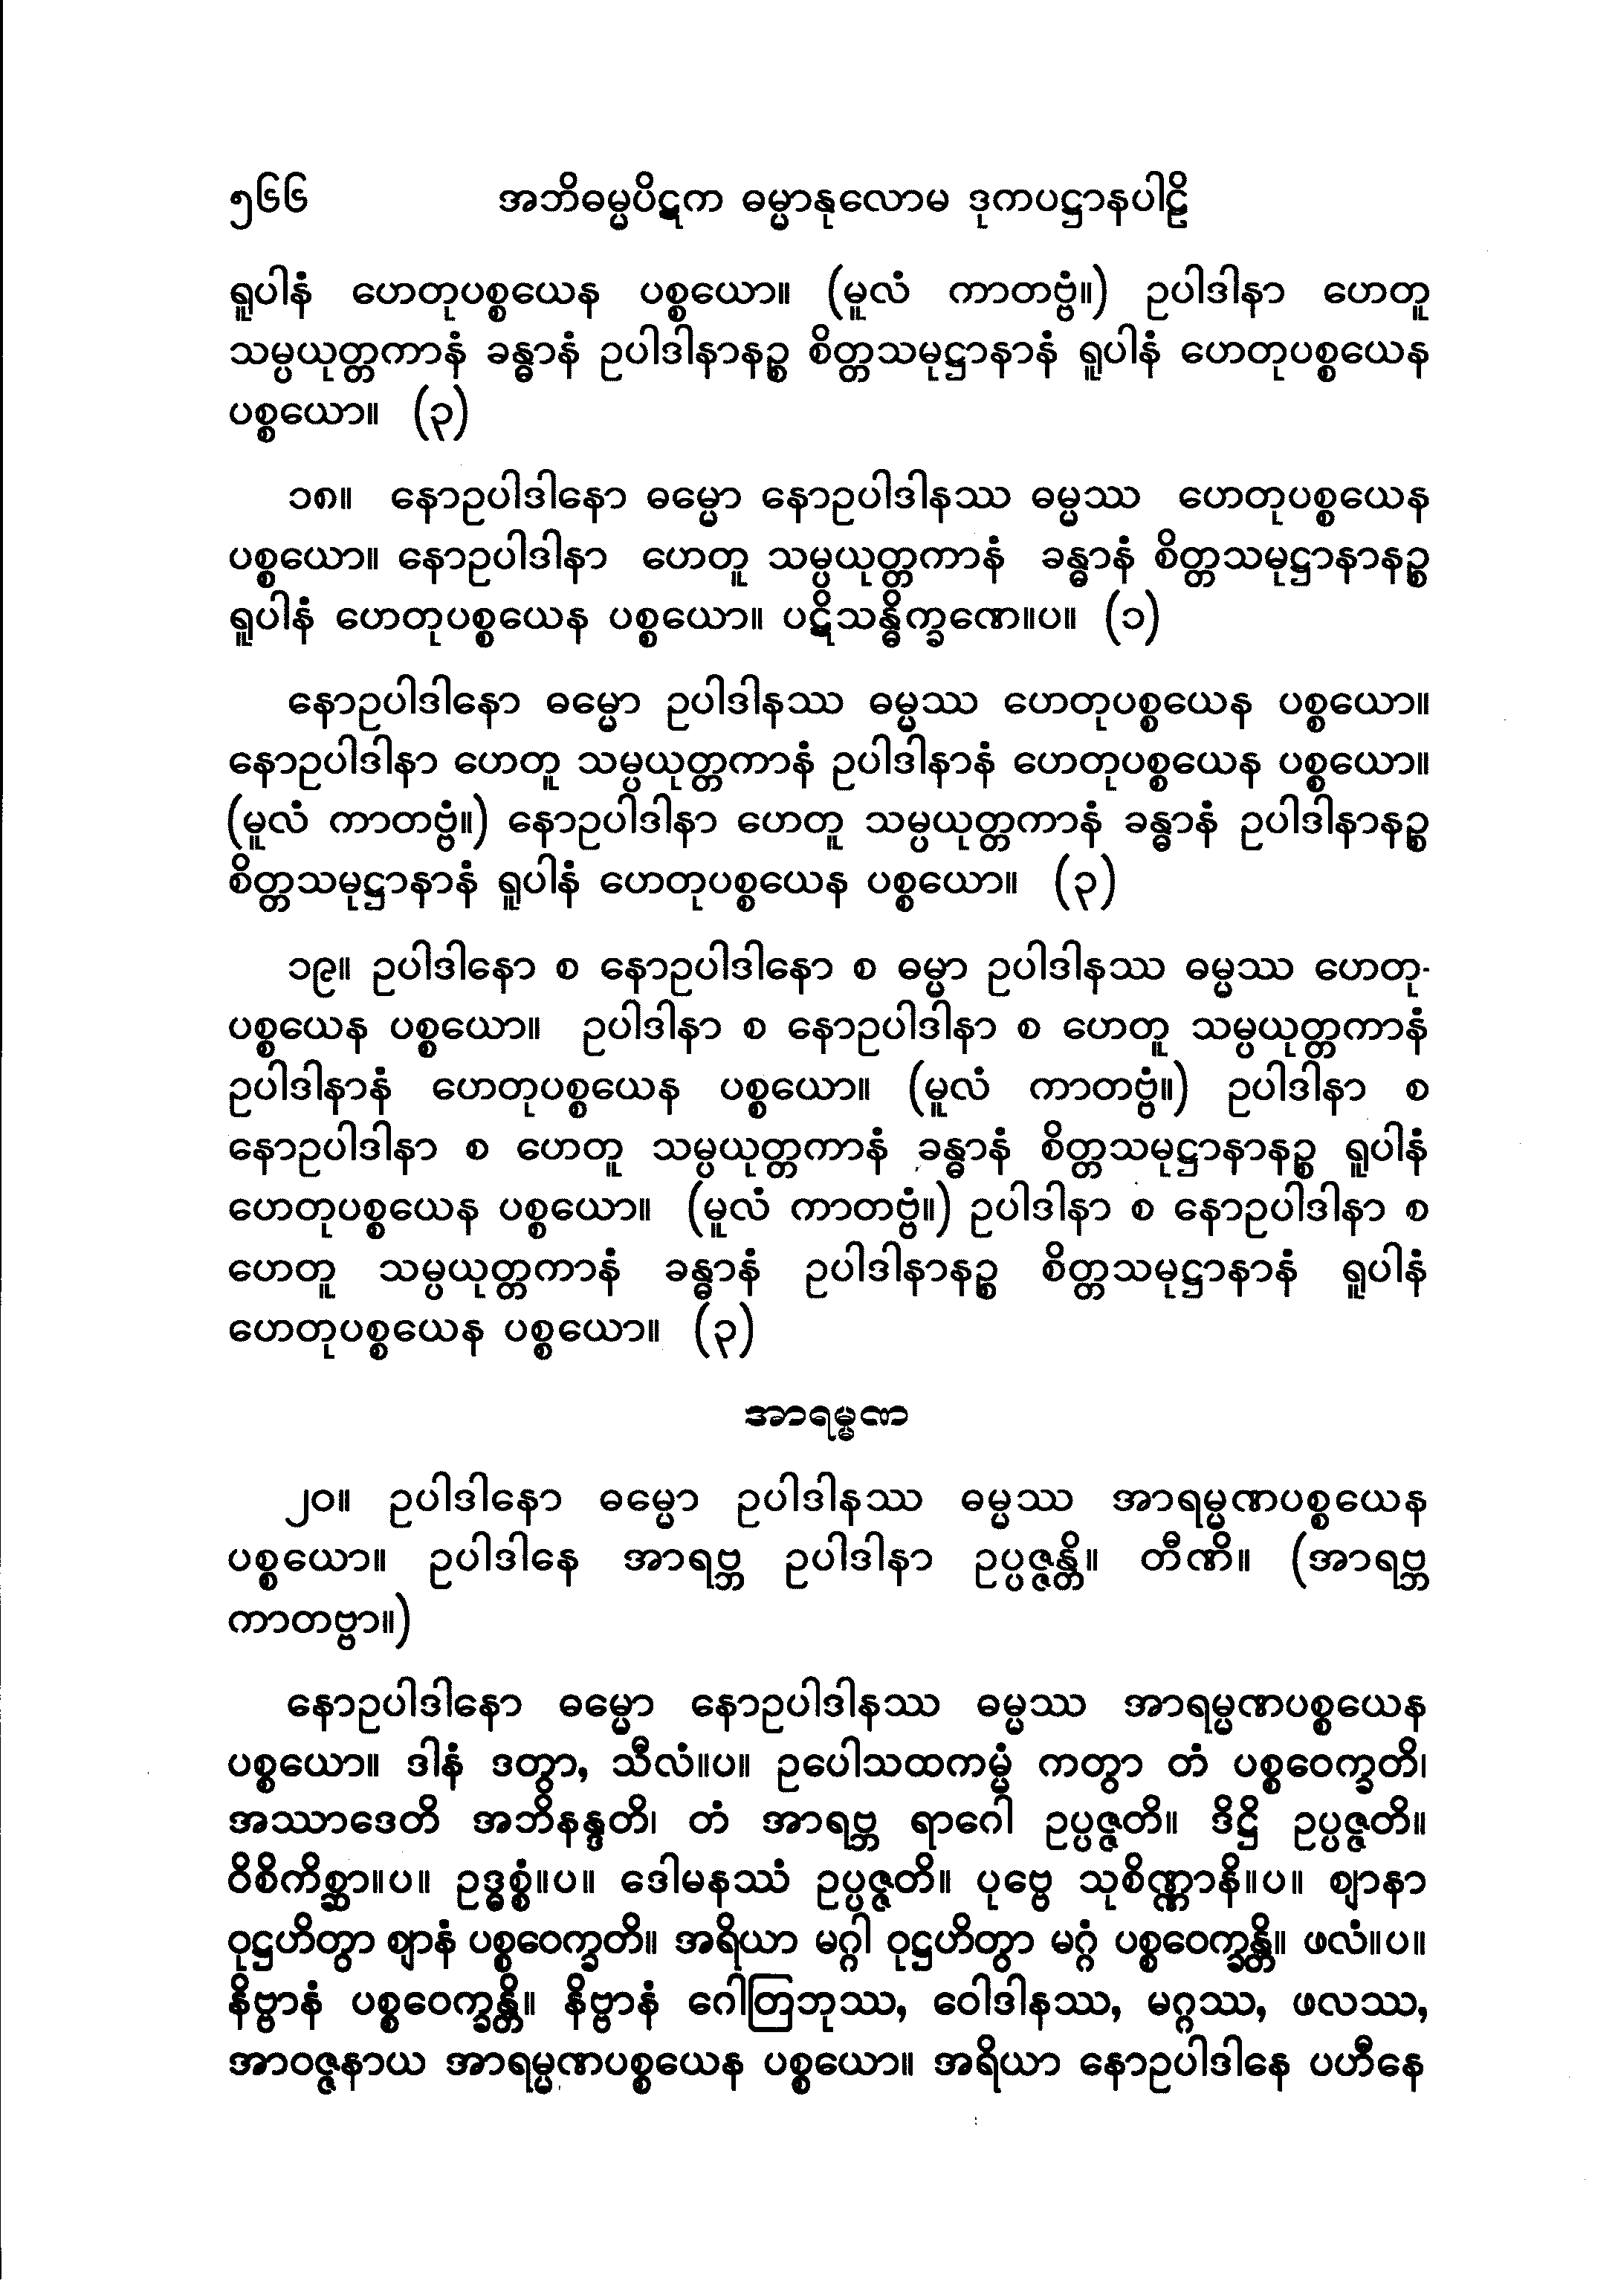 ၅၆၆ အဘိဓမ္မပိဋက ဓမ္မာနုလောမ ဒုကပဋ္ဌာနပါဠိ
ရူပါနံ ဟေတုပစ္စယေန ပစ္စယော။ (မူလံ ကာတဗ္ဗံ။) ဥပါဒါနာ ဟေတူ
သမ္ပယုတ္တကာနံ ခန္ဓာနံ ဥပါဒါနာနဉ္စ စိတ္တသမုဋ္ဌာနာနံ ရူပါနံ ဟေတုပစ္စယေန
ပစ္စယော။ (၃)
၁၈။ နောဥပါဒါနော ဓမ္မော နောဥပါဒါနဿ ဓမ္မဿ ဟေတုပစ္စယေန
ပစ္စယော။ နောဥပါဒါနာ ဟေတူ သမ္ပယုတ္တကာနံ ခန္ဓာနံ စိတ္တသမုဋ္ဌာနာနဉ္စ
ရူပါနံ ဟေတုပစ္စယေန ပစ္စယော။ ပဋိသန္ဓိက္ခဏေ။ပ။ (၁)
နောဥပါဒါနော ဓမ္မော ဥပါဒါနဿ ဓမ္မဿ ဟေတုပစ္စယေန ပစ္စယော။
နောဥပါဒါနာ ဟေတူ သမ္ပယုတ္တကာနံ ဥပါဒါနာနံ ဟေတုပစ္စယေန ပစ္စယော။
(မူလံ ကာတဗ္ဗံ။) နောဥပါဒါနာ ဟေတူ သမ္ပယုတ္တကာနံ ခန္ဓာနံ ဥပါဒါနာနဉ္စ
စိတ္တသမုဋ္ဌာနာနံ ရူပါနံ ဟေတုပစ္စယေန ပစ္စယော။ (၃)
၁၉။ ဥပါဒါနော စ နောဥပါဒါနော စ ဓမ္မာ ဥပါဒါနဿ ဓမ္မဿ ဟေတု-
ပစ္စယေန ပစ္စယော။ ဥပါဒါနာ စ နောဥပါဒါနာ စ ဟေတူ သမ္ပယုတ္တကာနံ
ဥပါဒါနာနံ ဟေတုပစ္စယေန ပစ္စယော။ (မူလံ ကာတဗ္ဗံ။) ဥပါဒါနာ စ
နောဥပါဒါနာ စ ဟေတူ သမ္ပယုတ္တကာနံ ခန္ဓာနံ စိတ္တသမုဋ္ဌာနာနဉ္စ ရူပါနံ
ဟေတုပစ္စယေန ပစ္စယော။ (မူလံ ကာတဗ္ဗံ။) ဥပါဒါနာ စ နောဥပါဒါနာ စ
ဟေတူ သမ္ပယုတ္တကာနံ ခန္ဓာနံ ဥပါဒါနာနဉ္စ စိတ္တသမုဋ္ဌာနာနံ ရူပါနံ
ဟေတုပစ္စယေန ပစ္စယော။ (၃)
အာရမ္မဏ
၂၀။ ဥပါဒါနော ဓမ္မော ဥပါဒါနဿ ဓမ္မဿ အာရမ္မဏပစ္စယေန
ပစ္စယော။ ဥပါဒါနေ အာရဗ္ဘ ဥပါဒါနာ ဥပ္ပဇ္ဇန္တိ။ တီဏိ။ (အာရဗ္ဘ
ကာတဗ္ဗာ။)
နောဥပါဒါနော ဓမ္မော နောဥပါဒါနဿ ဓမ္မဿ အာရမ္မဏပစ္စယေန
ပစ္စယော။ ဒါနံ ဒတွာ, သီလံ။ပ။ ဥပေါသထကမ္မံ ကတွာ တံ ပစ္စဝေက္ခတိ၊
အဿာဒေတိ အဘိနန္ဒတိ၊ တံ အာရဗ္ဘ ရာဂေါ ဥပ္ပဇ္ဇတိ။ ဒိဋ္ဌိ ဥပ္ပဇ္ဇတိ။
ဝိစိကိစ္ဆာ။ပ။ ဥဒ္ဓစ္စံ။ပ။ ဒေါမနဿံ ဥပ္ပဇ္ဇတိ။ ပုဗ္ဗေ သုစိဏ္ဏာနိ။ပ။ ဈာနာ
ဝုဋ္ဌဟိတွာ ဈာနံ ပစ္စဝေက္ခတိ။ အရိယာ မဂ္ဂါ ဝုဋ္ဌဟိတွာ မဂ္ဂံ ပစ္စဝေက္ခန္တိ။ ဖလံ။ပ။
နိဗ္ဗာနံ ပစ္စဝေက္ခန္တိ။ နိဗ္ဗာနံ ဂေါတြဘုဿ, ဝေါဒါနဿ, မဂ္ဂဿ, ဖလဿ,
အာဝဇ္ဇနာယ အာရမ္မဏပစ္စယေန ပစ္စယော။ အရိယာ နောဥပါဒါနေ ပဟီနေ